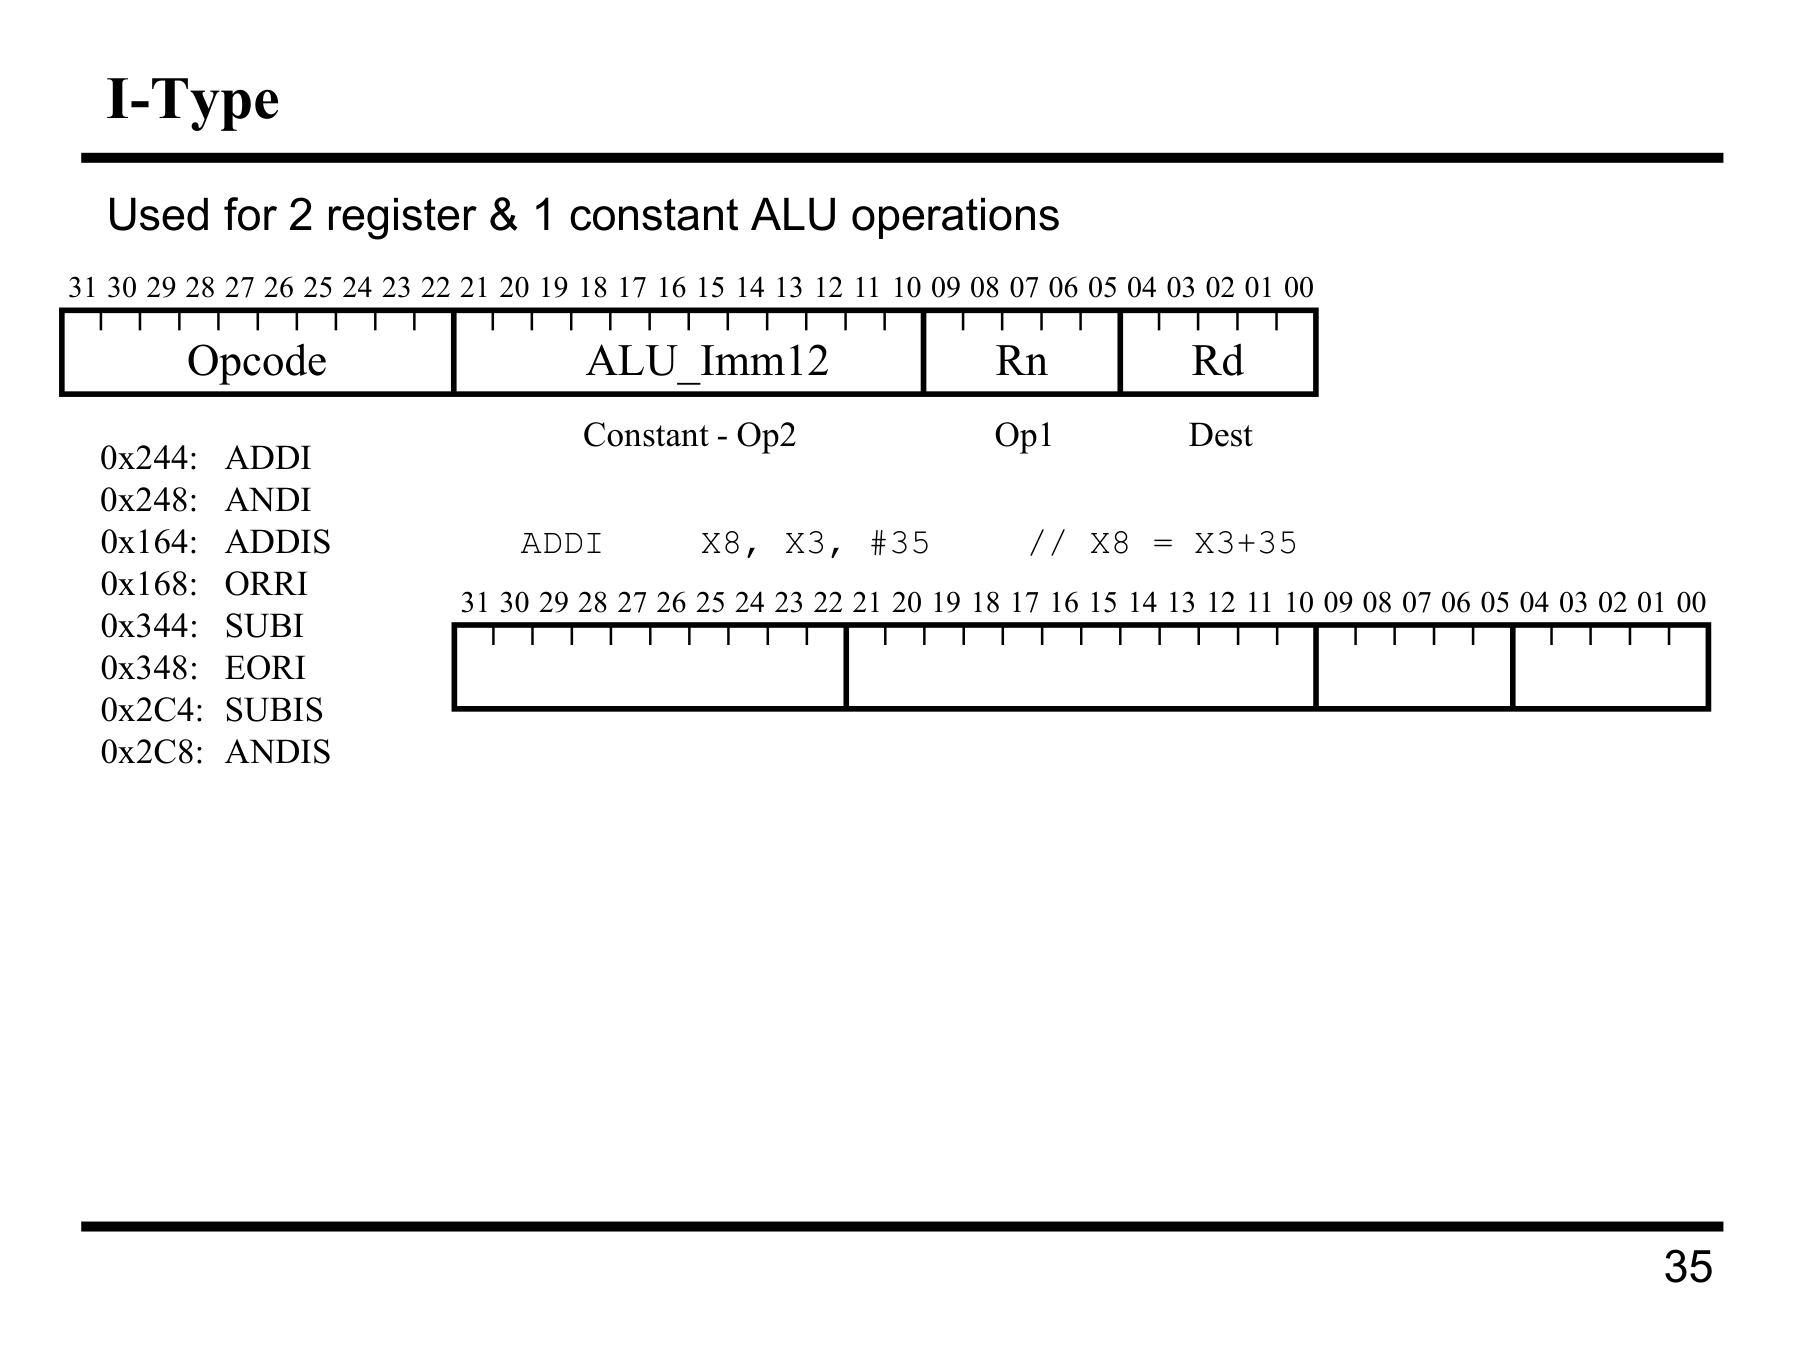 I-Type
Used for 2 register & 1 constant ALU operations
31 30 29 28 27 26 25 24 23 22 21 20 19 18 17 16 15 14 13 12 11 10 09 08 07 06 05 04 03 02 01 00
Opcode ALU_Imm12 Rn Rd
Constant - Op2 Op1 Dest
0x244: ADDI
0x248: ANDI
0x164: ADDIS
0x168: ORRI
0x344: SUBI
0x348: EORI
0x2C4: SUBIS
0x2C8: ANDIS
ADDI X8, X3, #35 // X8 = X3+35
31 30 29 28 27 26 25 24 23 22 21 20 19 18 17 16 15 14 13 12 11 10 09 08 07 06 05 04 03 02 01 00
35